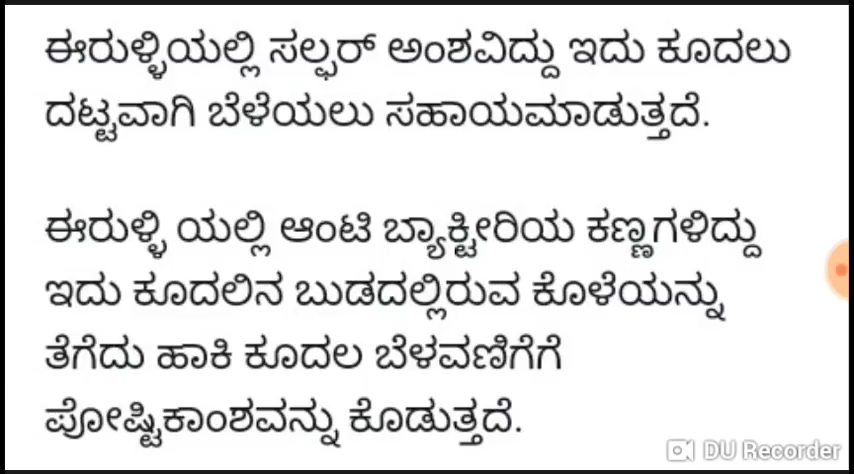 ಈರುಳ್ಳಿಯಲ್ಲಿ ಸಲ್ಫರ್ ಅಂಶವಿದ್ದು ಇದು ಕೂದಲು
ದಟ್ಟವಾಗಿ ಬೆಳೆಯಲು ಸಹಾಯಮಾಡುತ್ತದೆ.
ಈರುಳ್ಳಿ ಯಲ್ಲಿ ಆಂಟಿ ಬ್ಯಾಕ್ಟೀರಿಯ ಕಣ್ಣಗಳಿದ್ದು
ಇದು ಕೂದಲಿನ ಬುಡದಲ್ಲಿರುವ ಕೊಳೆಯನ್ನು
ತೆಗೆದು ಹಾಕಿ ಕೂದಲ ಬೆಳವಣಿಗೆಗೆ
ಪೋಷ್ಟಿಕಾಂಶವನ್ನು ಕೊಡುತ್ತದೆ.
DU Recorder